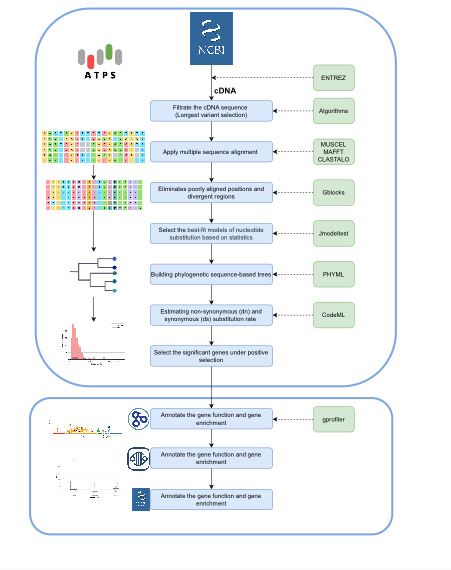 NCBI
ATPS
ENTREZ
cDNA
Filtrate the cDNA sequence
(Longest variant selection)
Algorithma
Apply multiple sequence alignment
MUSCEL
MAFFT
CLASTALO
Eliminates poorly aligned positions and
divergent regions
Gblocks
Select the best-fit models of nucleotide
substitution based on statistics
Jmodeltest
Building phylogenetic sequence-based trees
PHYML
Estimating non-synonymous (dn) and
synonymous (ds) substitution rate
CodeML
Select the significant genes under positive
selection
Annotate the gene function and gene
enrichment
gprofiler
Annotate the gene function and gene
enrichment
Annotate the gene function and gene
enrichment